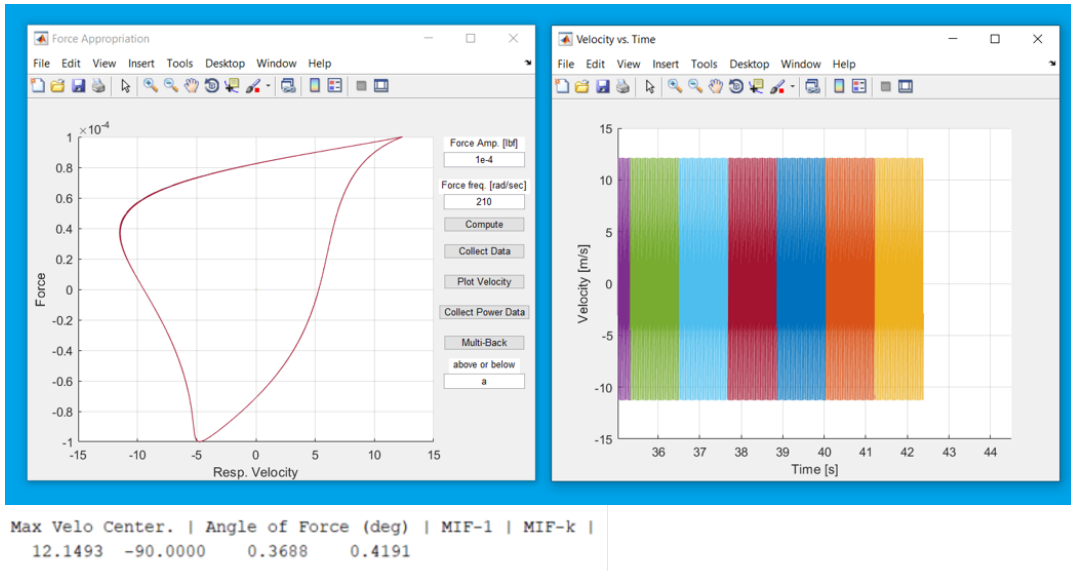 Force Appropriation
File Edit View Insert Tools Desktop Window Help
×10^-4
1
0.8
0.6
0.4
0.2
0
-0.2
-0.4
-0.6
-0.8
-1
Force
-15 -10 -5 0 5 10 15
Resp. Velocity
Force Amp. [lbf]
1e-4
Force freq. [rad/sec]
210
Compute
Collect Data
Plot Velocity
Collect Power Data
Multi-Back
above or below
a
Velocity vs. Time
File Edit View Insert Tools Desktop Window Help
15
10
5
0
-5
-10
-15
Velocity [m/s]
36 37 38 39 40 41 42 43 44
Time [s]
Max Velo Center. | Angle of Force (deg) | MIF-1 | MIF-k |
12.1493 -90.0000 0.3688 0.4191